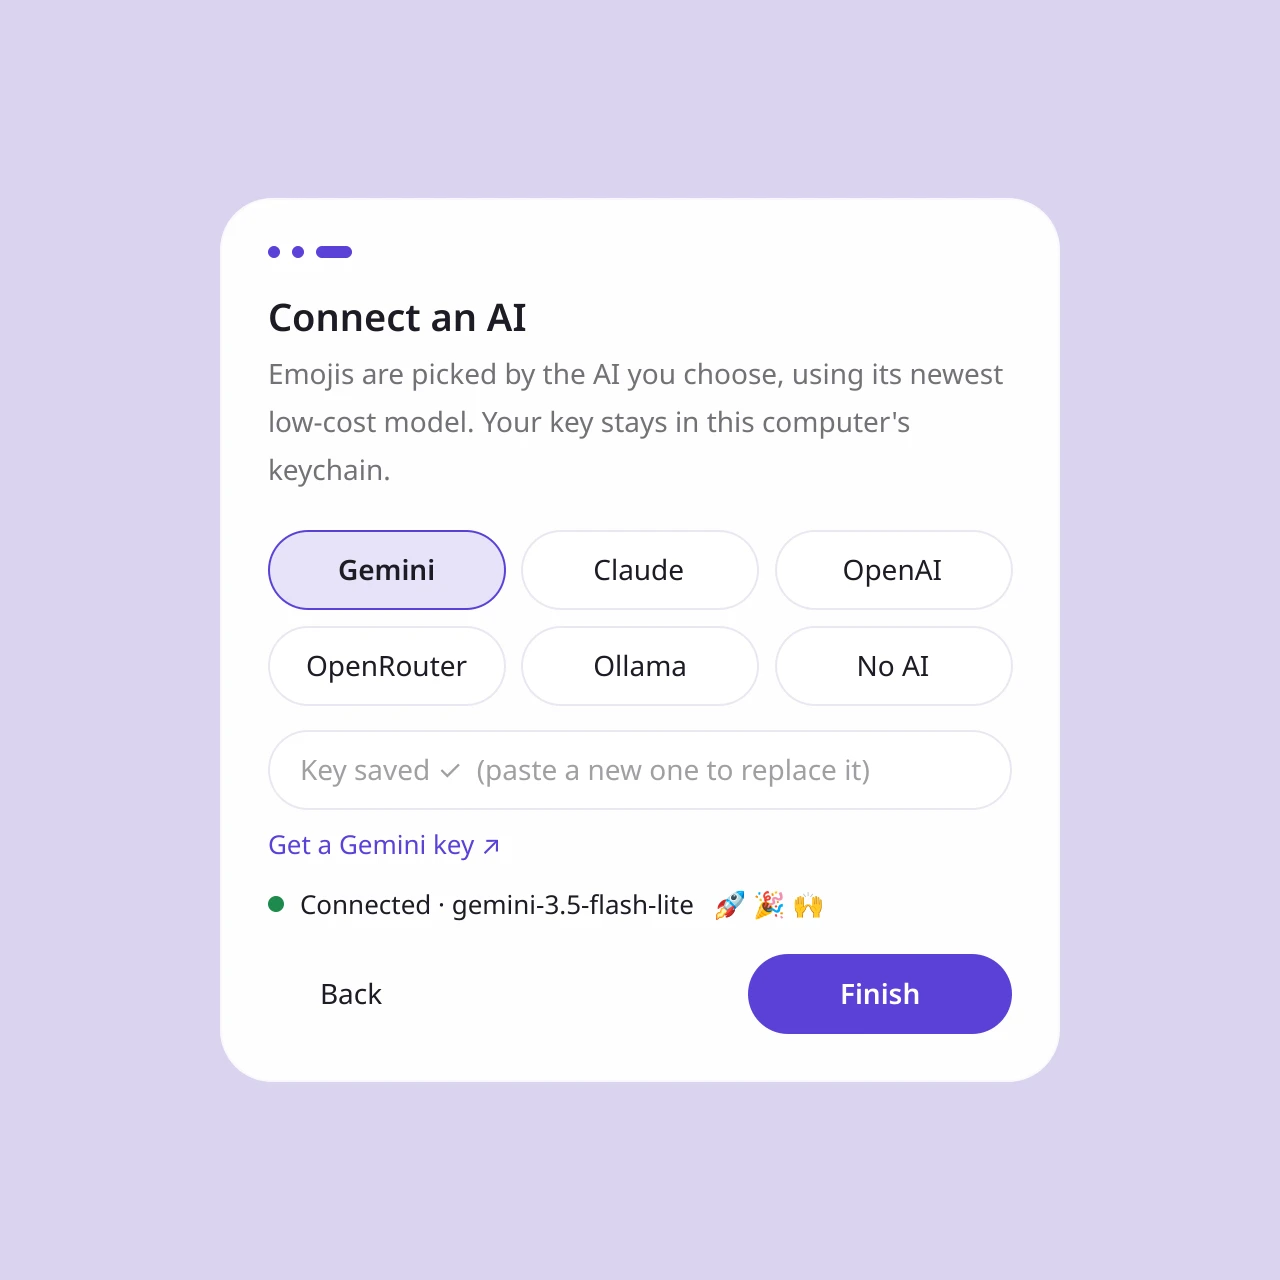 Connect an AI
Emojis are picked by the AI you choose, using its newest
low-cost model. Your key stays in this computer's
keychain.
Gemini
Claude
OpenAI
OpenRouter
Ollama
No AI
Key saved ✓ (paste a new one to replace it)
Get a Gemini key ↗
Connected · gemini-3.5-flash-lite 🚀 🎉 🙌
Back
Finish